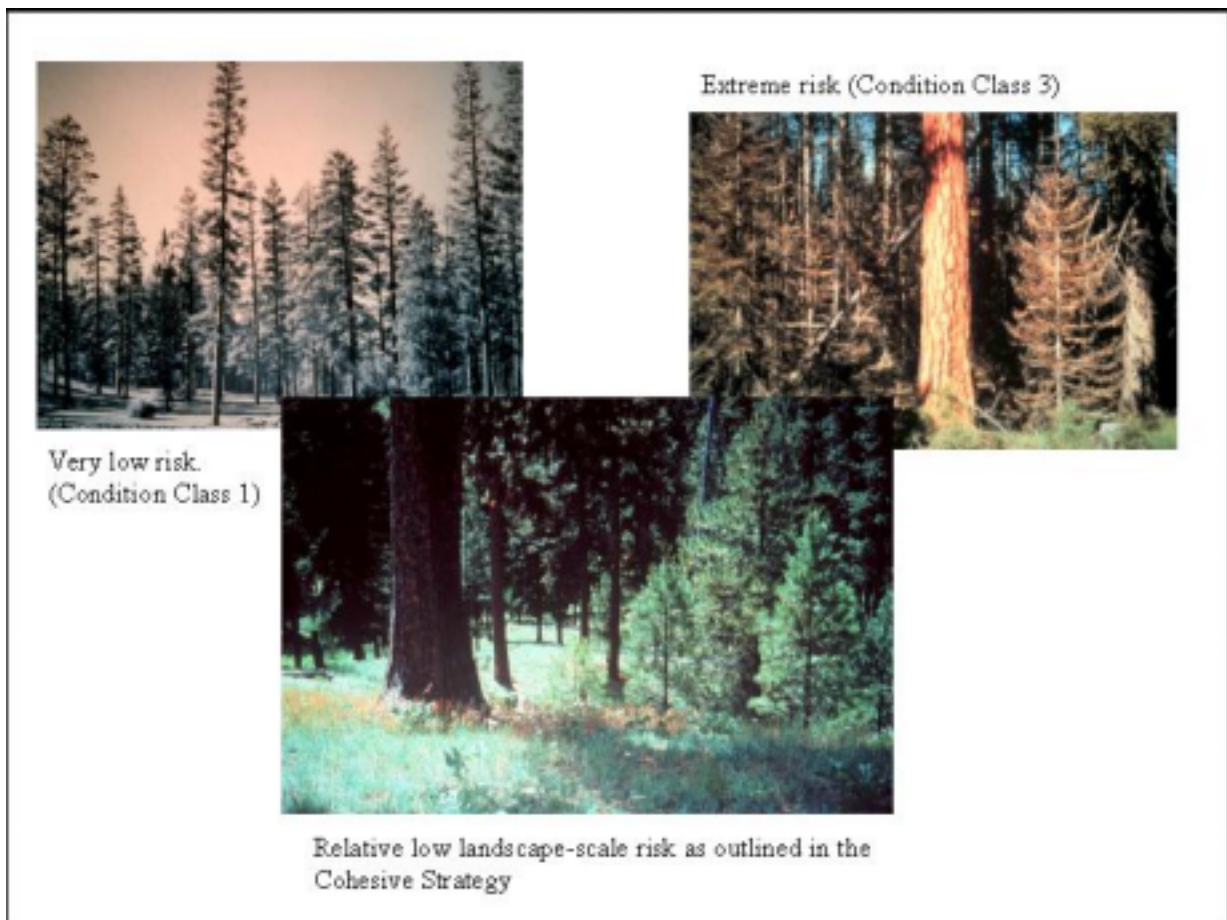 Extreme risk (Condition Class 3)
Very low risk.
(Condition Class 1)
Relative low landscape-scale risk as outlined in the
Cohesive Strategy